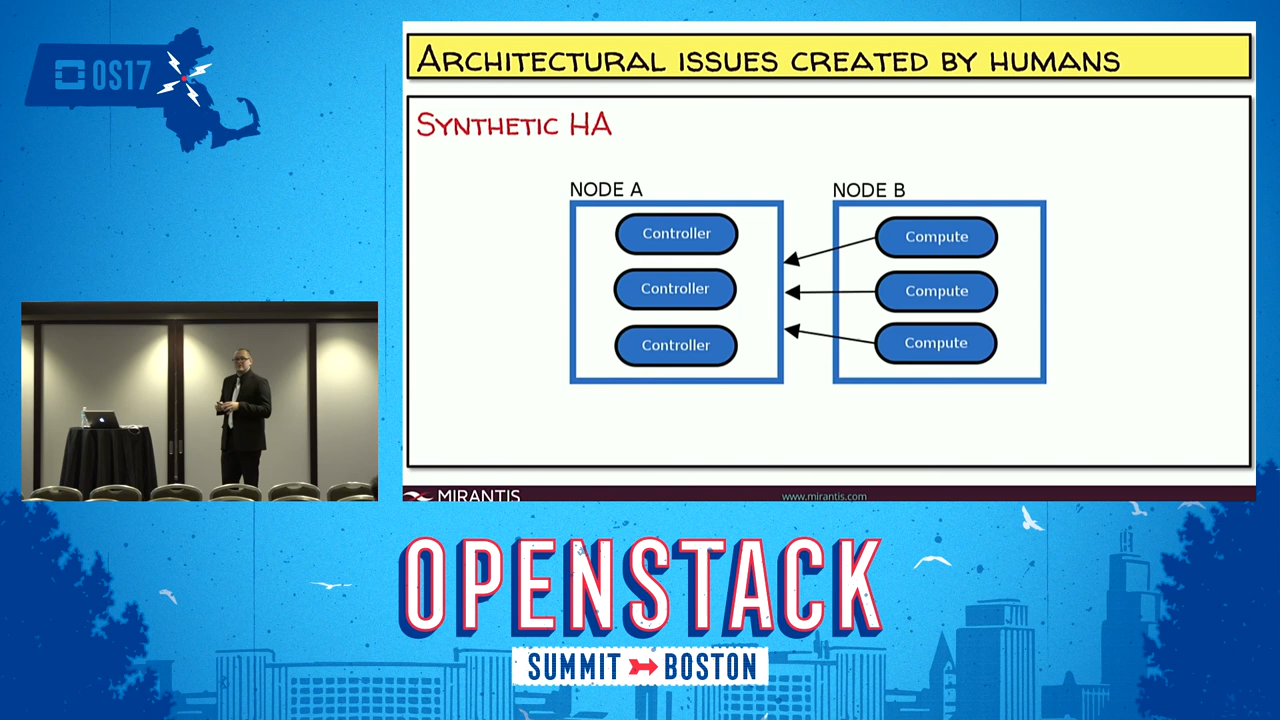 OS17
ARCHITECTURAL ISSUES CREATED BY HUMANS
SYNTHETIC HA
NODE A
NODE B
Controller
Controller
Controller
Compute
Compute
Compute
MIRANTIS
www.mirantis.com
OPENSTACK
SUMMIT BOSTON